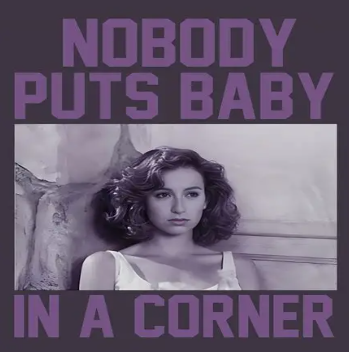 NOBODY
PUTS BABY
IN A CORNER